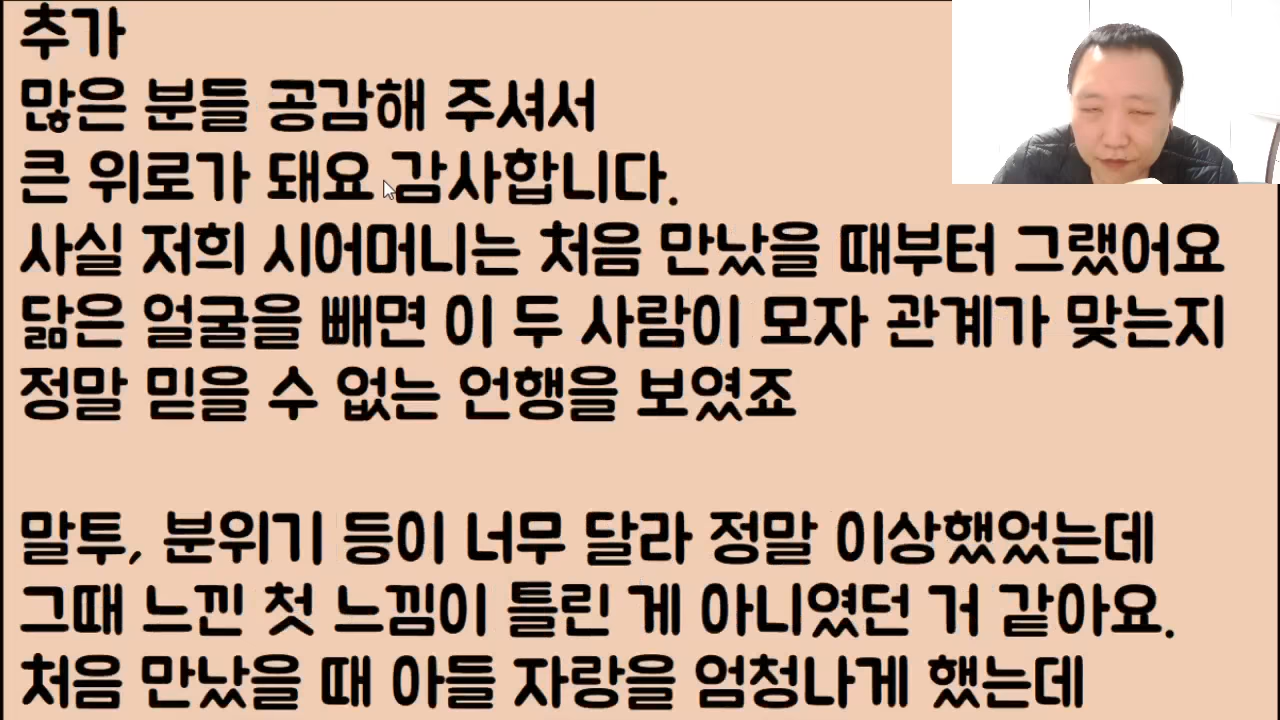 추가
많은 분들 공감해 주셔서
큰 위로가 돼요 감사합니다.
사실 저희 시어머니는 처음 만났을 때부터 그랬어요
닮은 얼굴을 빼면 이 두 사람이 모자 관계가 맞는지
정말 믿을 수 없는 언행을 보였죠
말투, 분위기 등이 너무 달라 정말 이상했었는데
그때 느낀 첫 느낌이 틀린 게 아니였던 거 같아요.
처음 만났을 때 아들 자랑을 엄청나게 했는데